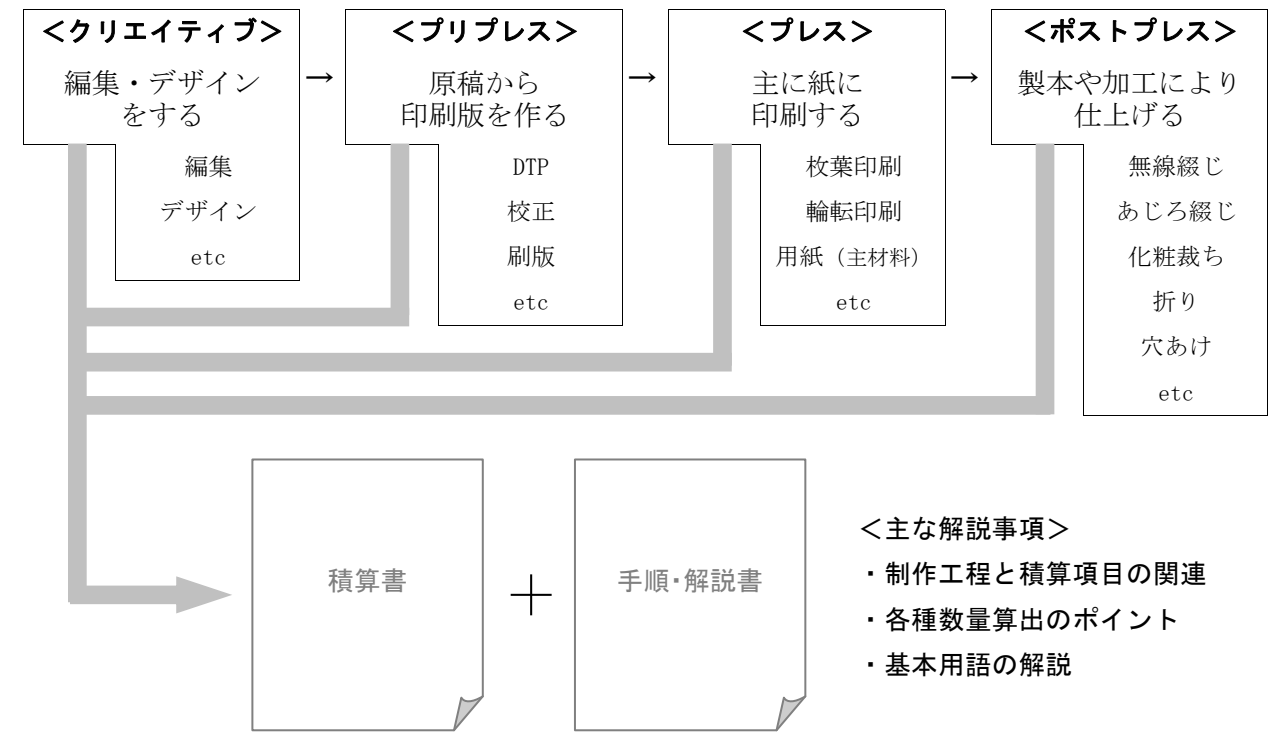 ＜クリエイティブ＞
編集・デザイン
をする
編集
デザイン
etc
→
＜プリプレス＞
原稿から
印刷版を作る
DTP
校正
刷版
etc
→
＜プレス＞
主に紙に
印刷する
枚葉印刷
輪転印刷
用紙（主材料）
etc
→
＜ポストプレス＞
製本や加工により
仕上げる
無線綴じ
あじろ綴じ
化粧裁ち
折り
穴あけ
etc
積算書
＋
手順・解説書
＜主な解説事項＞
・制作工程と積算項目の関連
・各種数量算出のポイント
・基本用語の解説